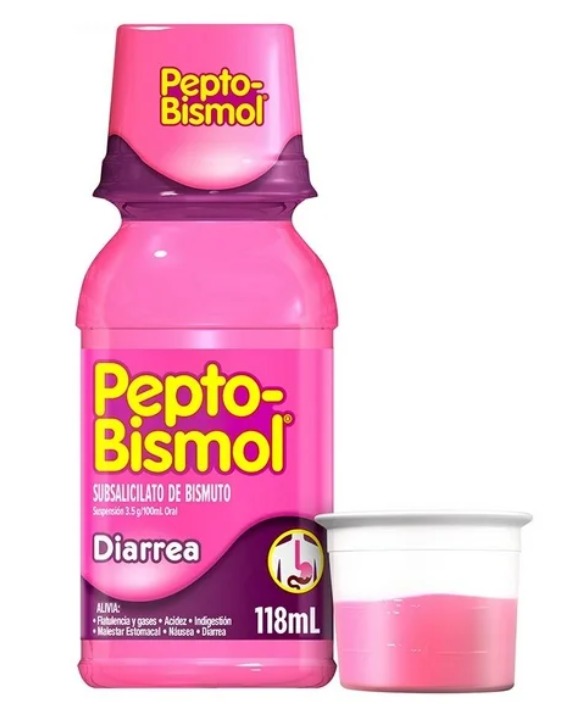 Pepto-
Bismol
Pepto-
Bismol®
SUBSALICILATO DE BISMUTO
Suspensión 3.5 g/100mL Oral
Diarrea
ALIVIA:
• Flatulencia y gases • Acidez • Indigestión
• Malestar Estomacal • Náusea • Diarrea
118mL